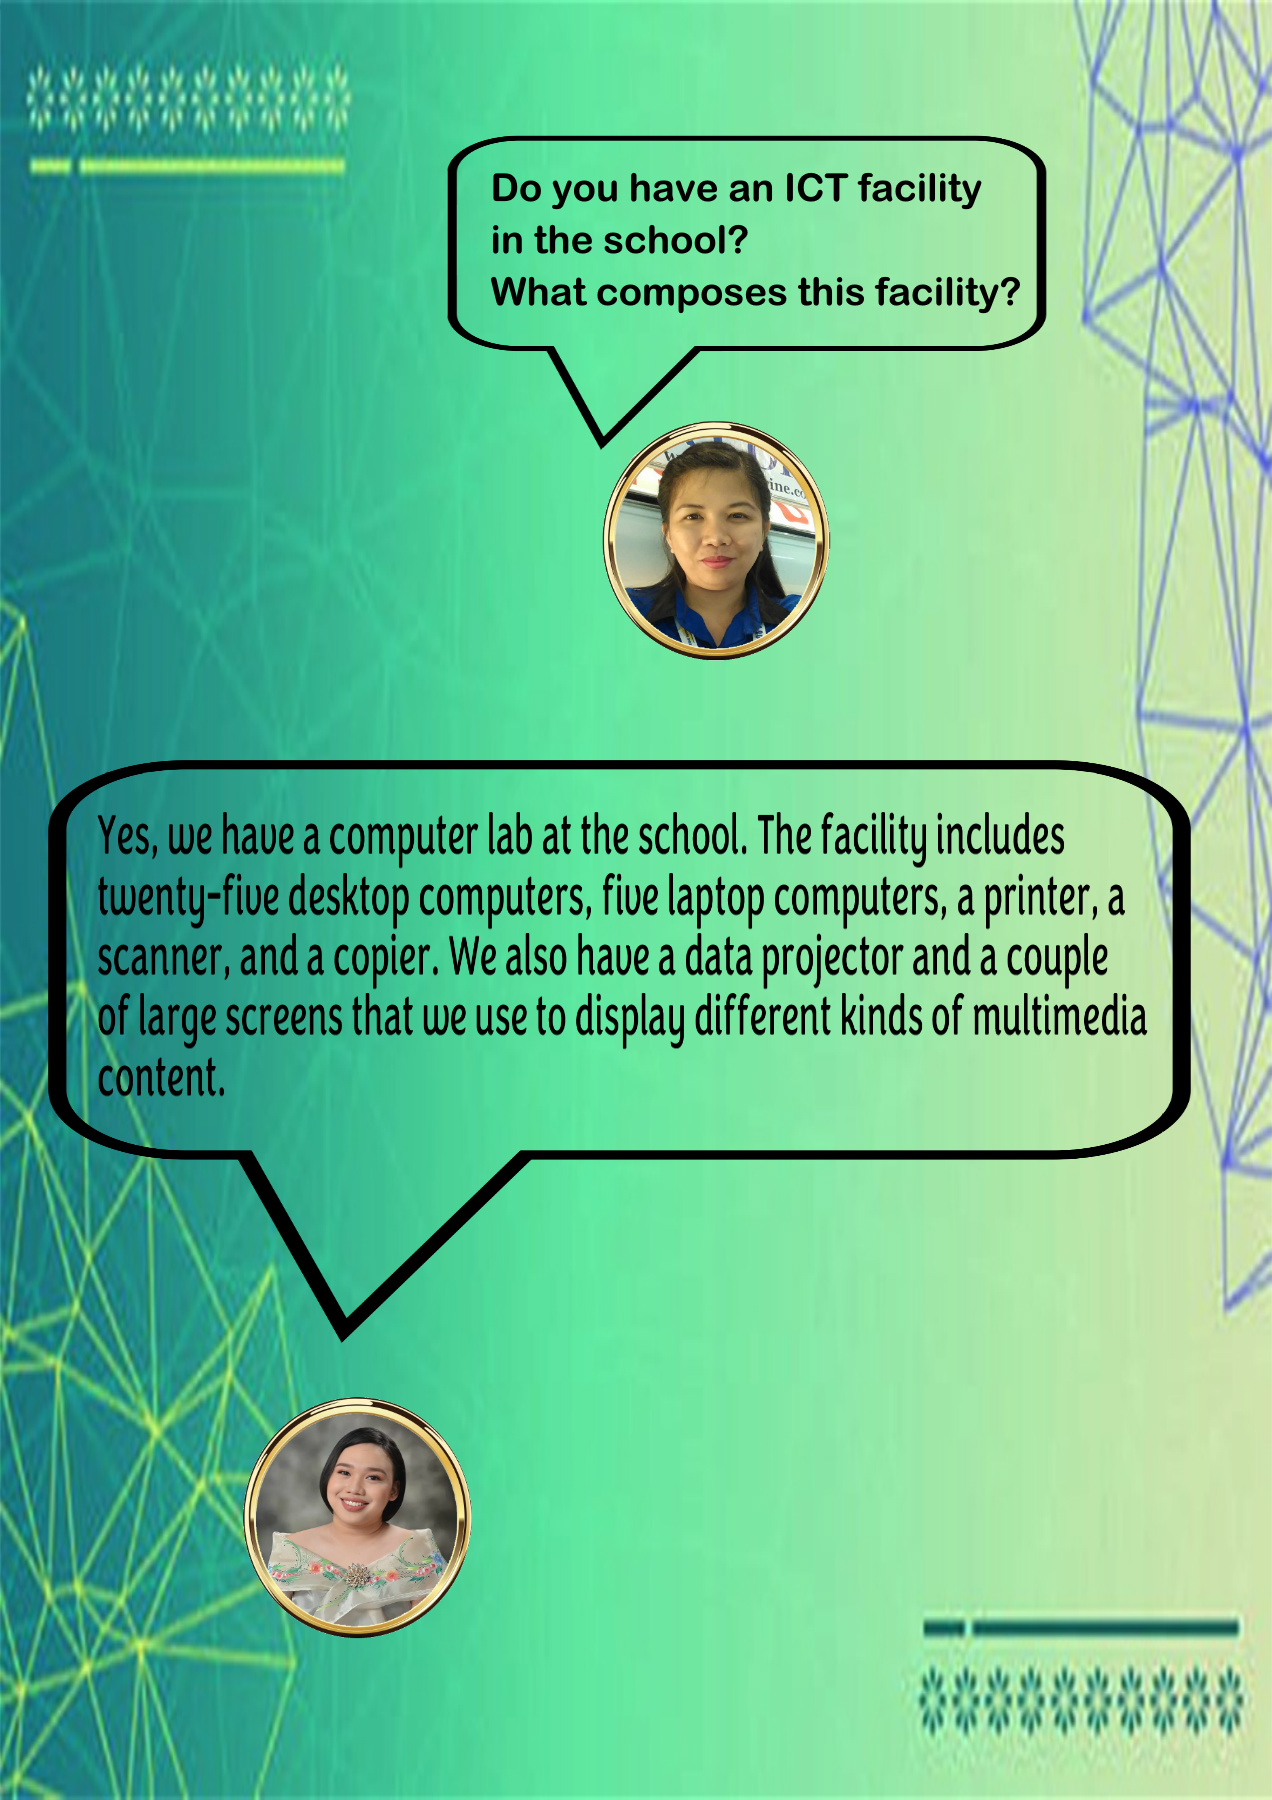 Do you have an ICT facility
in the school?
What composes this facility?
ine.co
Yes, we have a computer lab at the school. The facility includes
twenty-five desktop computers, five laptop computers, a printer, a
scanner, and a copier. We also have a data projector and a couple
of large screens that we use to display different kinds of multimedia
content.